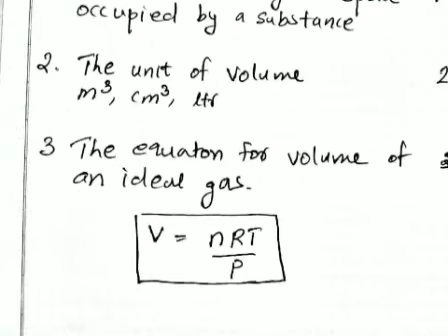 occupied by a substance
2. The unit of volume
m³, cm³, ltr
2
3 The equaton for volume of
an ideal gas.
V = nRT
P